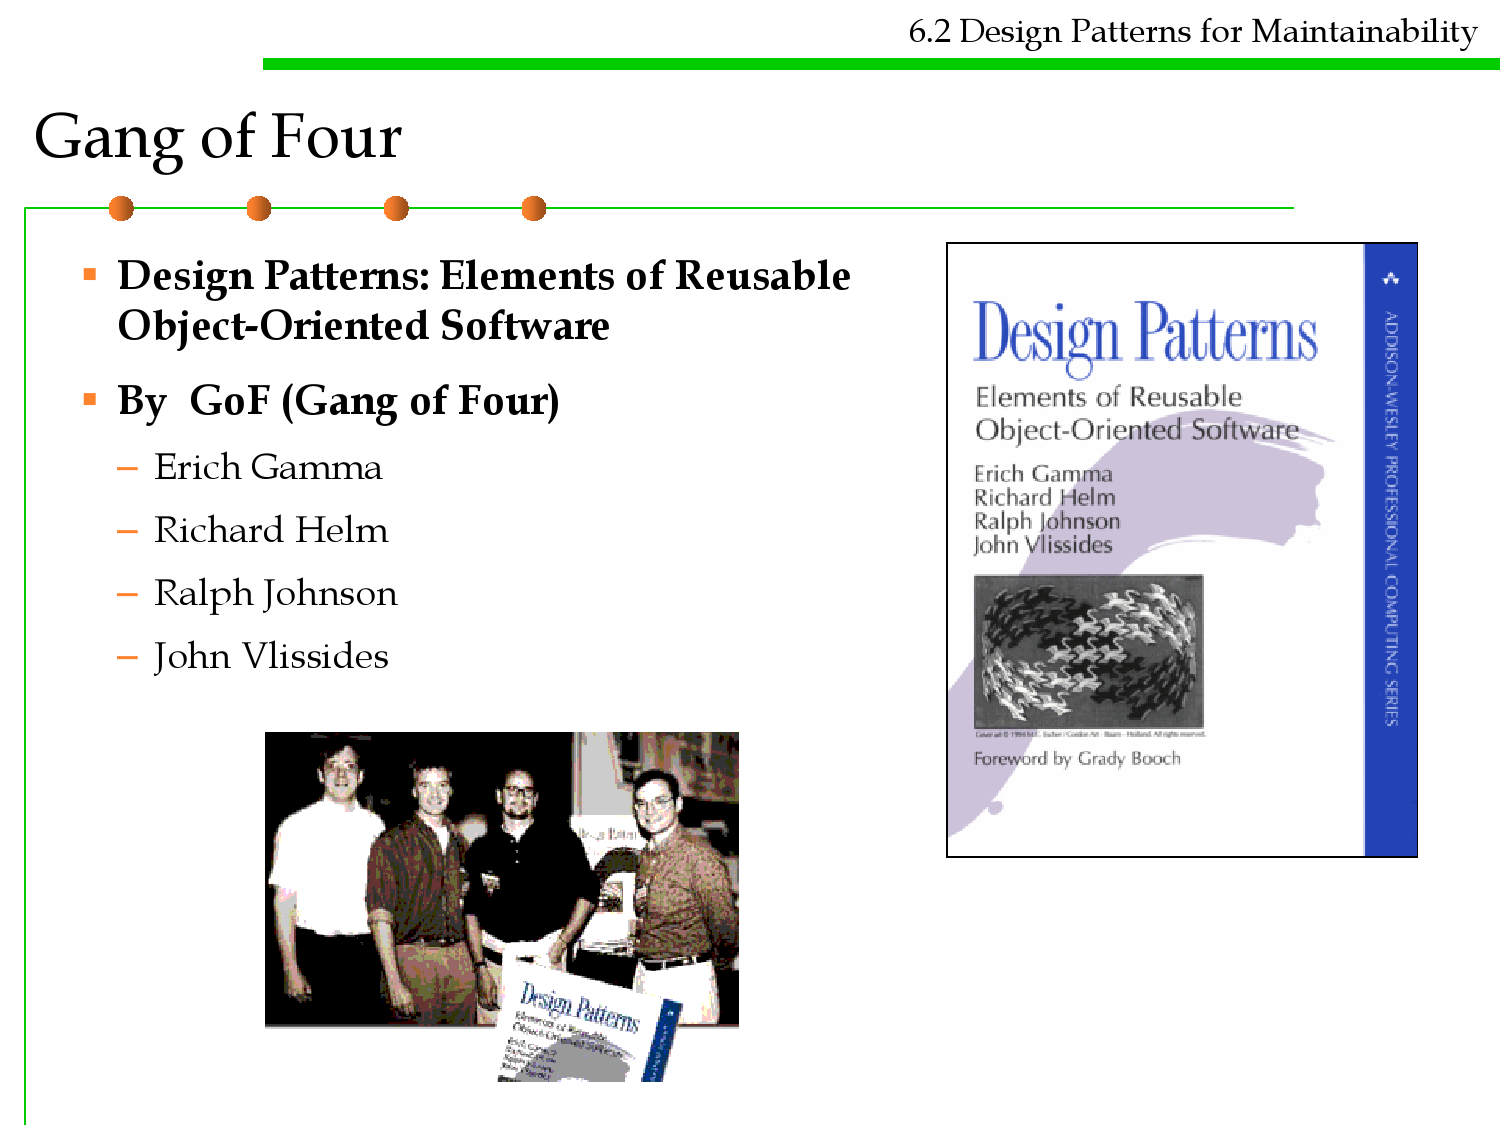 6.2 Design Patterns for Maintainability
Gang of Four
Design Patterns: Elements of Reusable
Object-Oriented Software
By GoF (Gang of Four)
– Erich Gamma
– Richard Helm
– Ralph Johnson
– John Vlissides
Design Patterns
Elements of Reusable
Object-Oriented Software
Erich Gamma
Richard Helm
Ralph Johnson
John Vlissides
Foreword by Grady Booch
ADDISON-WESLEY PROFESSIONAL COMPUTING SERIES
Design Patterns
Elements of Reusable
Object-Oriented Software